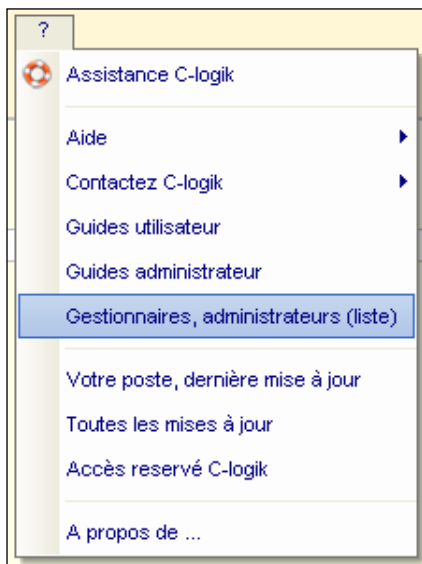 ?
Assistance C-logik
Aide
Contactez C-logik
Guides utilisateur
Guides administrateur
Gestionnaires, administrateurs (liste)
Votre poste, dernière mise à jour
Toutes les mises à jour
Accès reservé C-logik
A propos de ...